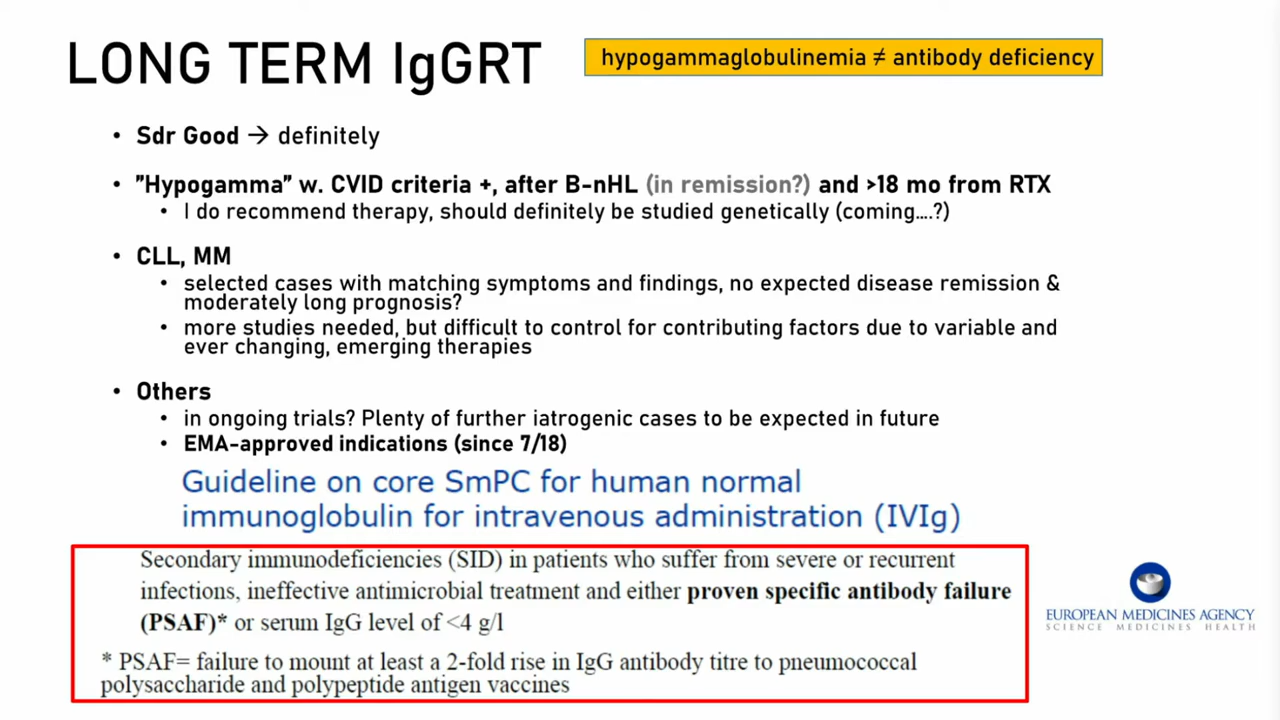 LONG TERM IgGRT
hypogammaglobulinemia ≠ antibody deficiency
• Sdr Good → definitely
• ”Hypogamma” w. CVID criteria +, after B-nHL (in remission?) and >18 mo from RTX
• I do recommend therapy, should definitely be studied genetically (coming….?)
• CLL, MM
• selected cases with matching symptoms and findings, no expected disease remission &
moderately long prognosis?
• more studies needed, but difficult to control for contributing factors due to variable and
ever changing, emerging therapies
• Others
• in ongoing trials? Plenty of further iatrogenic cases to be expected in future
• EMA-approved indications (since 7/18)
Guideline on core SmPC for human normal
immunoglobulin for intravenous administration (IVIg)
Secondary immunodeficiencies (SID) in patients who suffer from severe or recurrent
infections, ineffective antimicrobial treatment and either proven specific antibody failure
(PSAF)* or serum IgG level of <4 g/l
* PSAF= failure to mount at least a 2-fold rise in IgG antibody titre to pneumococcal
polysaccharide and polypeptide antigen vaccines
EUROPEAN MEDICINES AGENCY
SCIENCE MEDICINES HEALTH